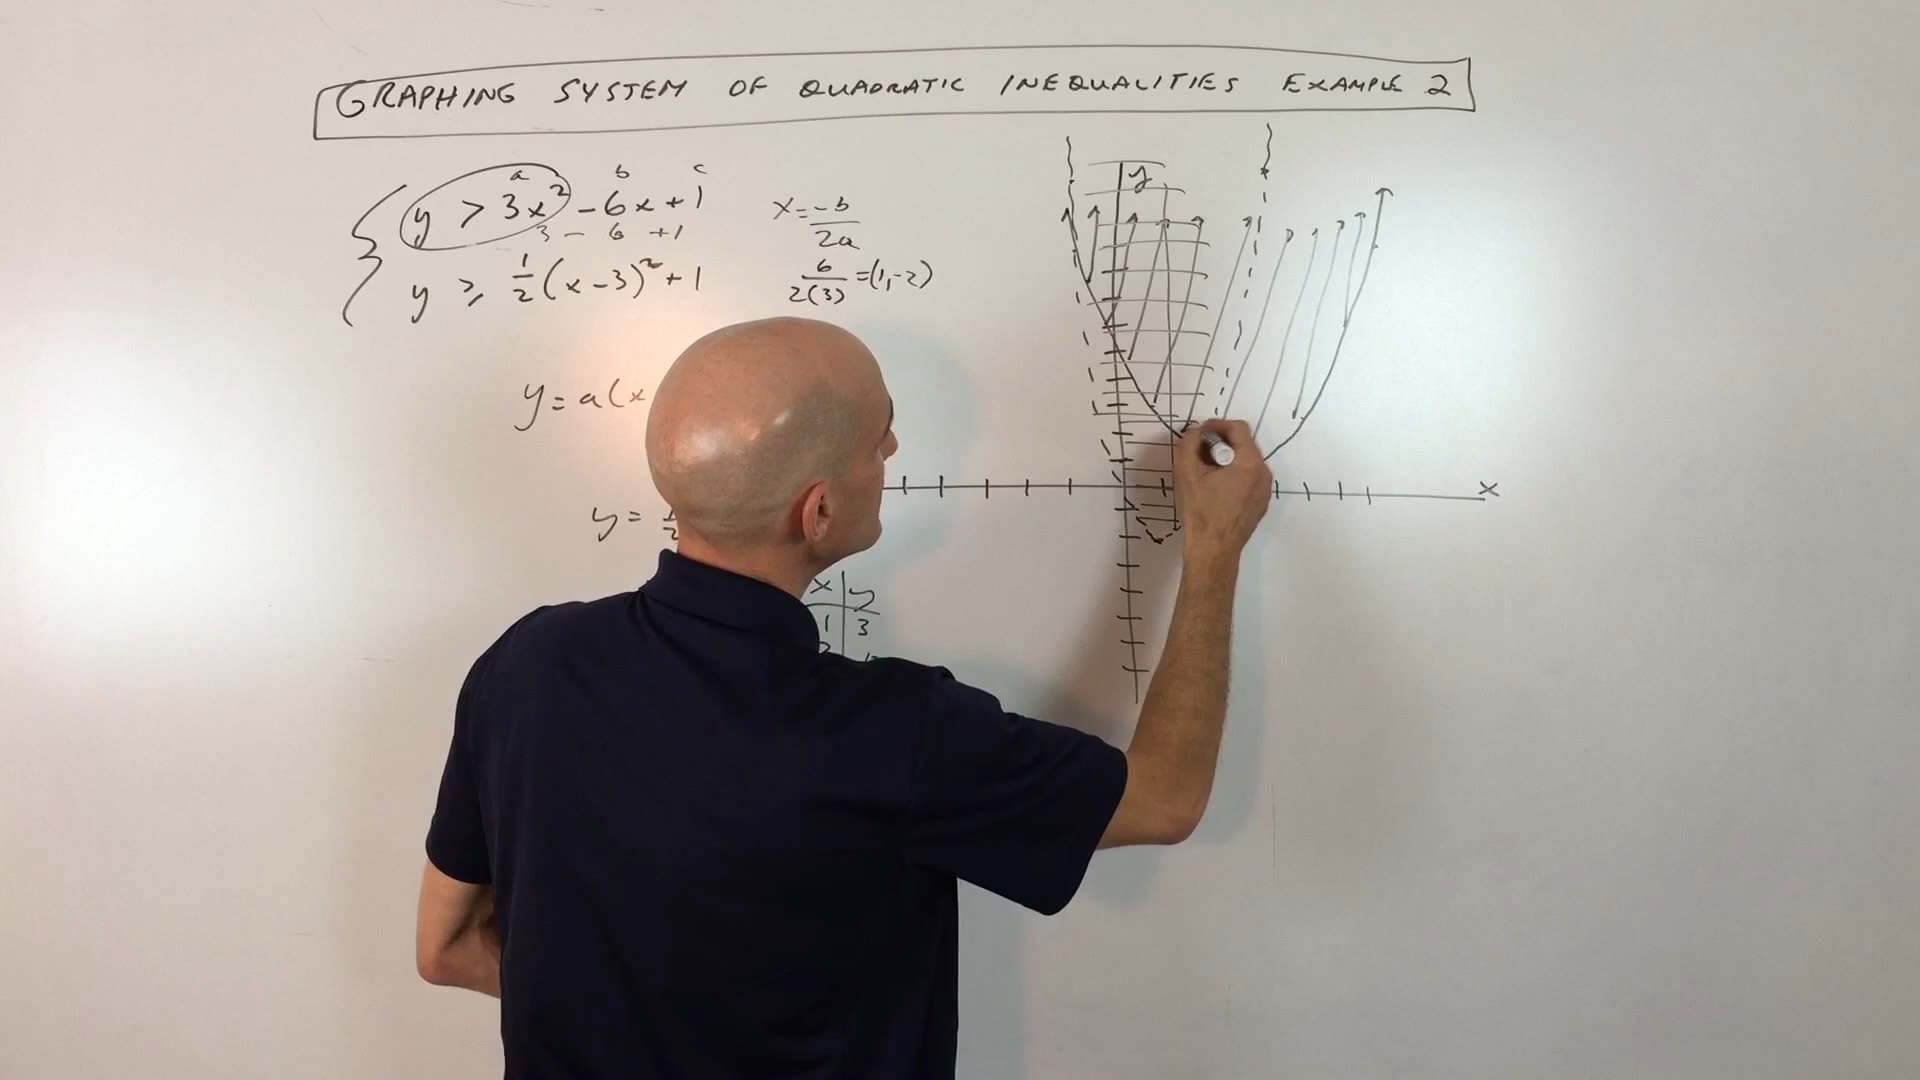 GRAPHING SYSTEM OF QUADRATIC INEQUALITIES EXAMPLE 2
a b c
y > 3x² - 6x + 1
3 - 6 + 1
y ≥ 1/2 (x - 3)² + 1
x = -b/2a
6/2(3) = (1, -2)
y = a(x
y = 1/2
x y
1 3
2
y
x